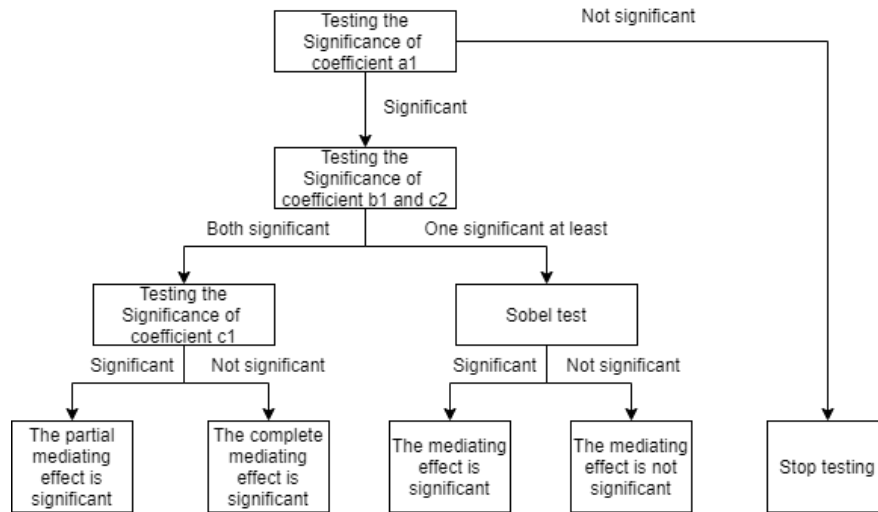 Testing the
Significance of
coefficient a1
Not significant
Significant
Testing the
Significance of
coefficient b1 and c2
Both significant
One significant at least
Testing the
Significance of
coefficient c1
Sobel test
Significant
Not significant
Significant
Not significant
The partial
mediating
effect is
significant
The complete
mediating
effect is
significant
The mediating
effect is
significant
The mediating
effect is not
significant
Stop testing